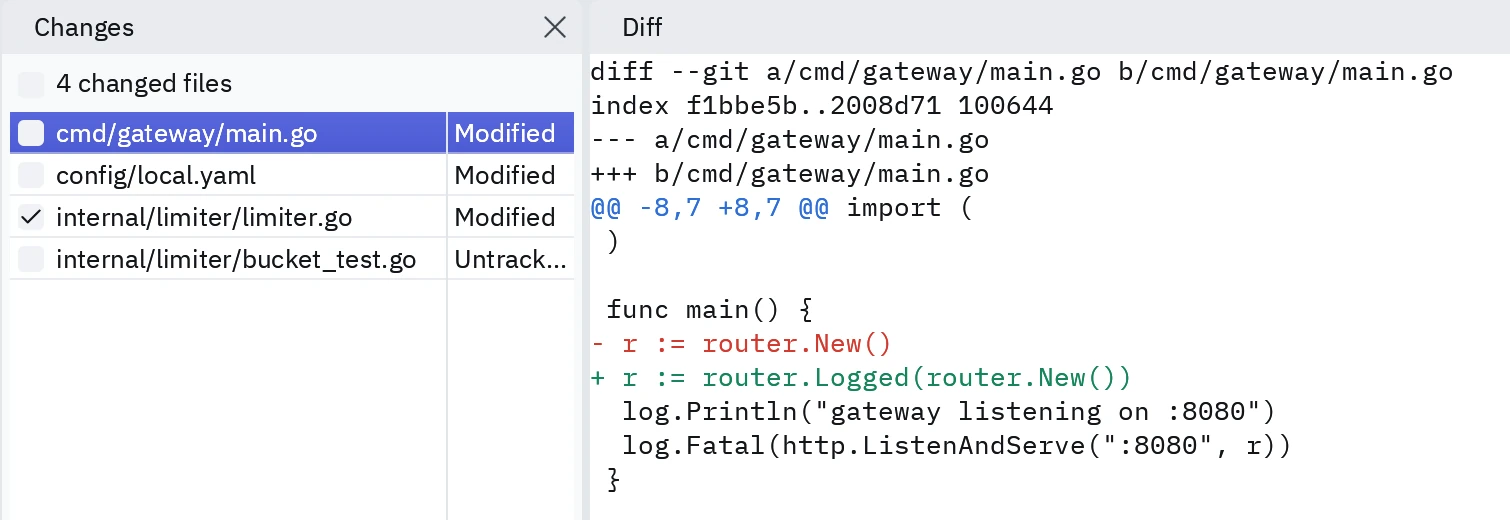 Changes
4 changed files
cmd/gateway/main.go Modified
config/local.yaml Modified
internal/limiter/limiter.go Modified
internal/limiter/bucket_test.go Untrack...
Diff
diff --git a/cmd/gateway/main.go b/cmd/gateway/main.go
index f1bbe5b..2008d71 100644
--- a/cmd/gateway/main.go
+++ b/cmd/gateway/main.go
@@ -8,7 +8,7 @@ import (
 )

 func main() {
- r := router.New()
+ r := router.Logged(router.New())
  log.Println("gateway listening on :8080")
  log.Fatal(http.ListenAndServe(":8080", r))
 }